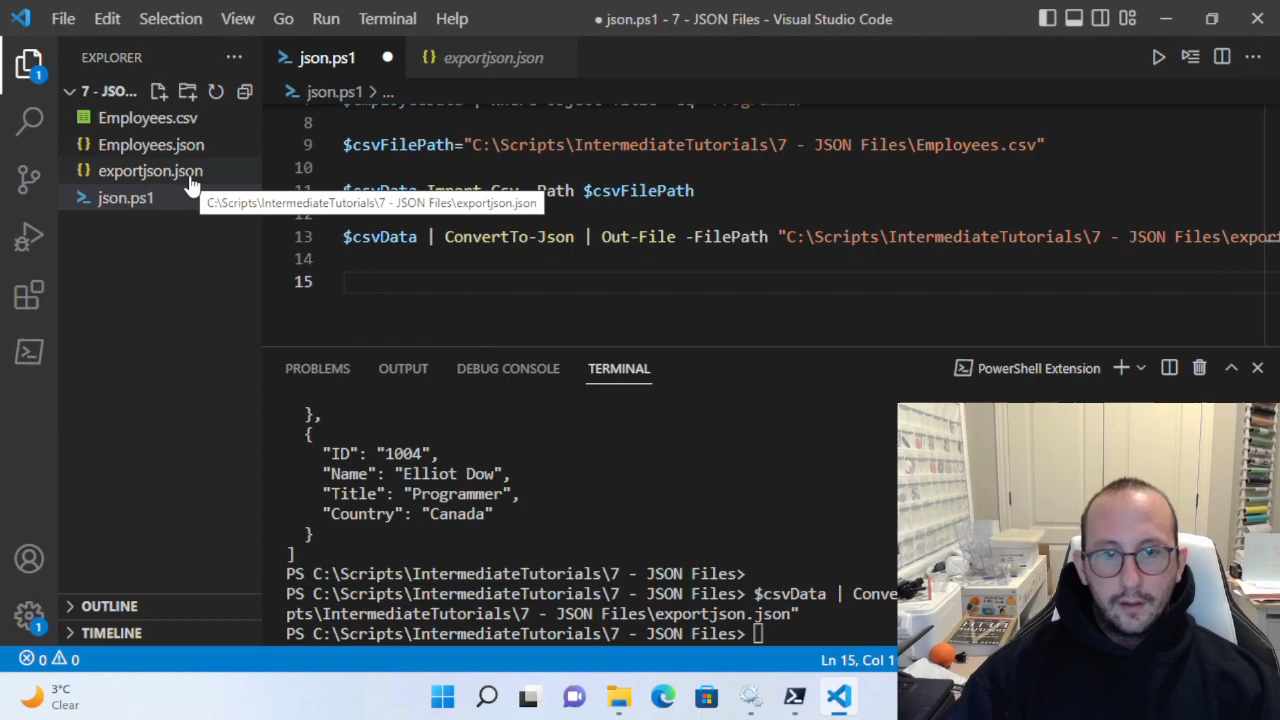 File Edit Selection View Go Run Terminal Help ● json.ps1 - 7 - JSON Files - Visual Studio Code
EXPLORER ...
json.ps1
exportjson.json
7 - JSO...
json.ps1 > ...
Employees.csv
Employees.json
exportjson.json
json.ps1
C:\Scripts\IntermediateTutorials\7 - JSON Files\exportjson.json
8
9 $csvFilePath="C:\Scripts\IntermediateTutorials\7 - JSON Files\Employees.csv"
10
$csvFilePath
13 $csvData | ConvertTo-Json | Out-File -FilePath "C:\Scripts\IntermediateTutorials\7 - JSON Files\export
14
15
PROBLEMS OUTPUT DEBUG CONSOLE TERMINAL PowerShell Extension
},
{
"ID": "1004",
"Name": "Elliot Dow",
"Title": "Programmer",
"Country": "Canada"
}
]
PS C:\Scripts\IntermediateTutorials\7 - JSON Files>
PS C:\Scripts\IntermediateTutorials\7 - JSON Files> $csvData | Conve
pts\IntermediateTutorials\7 - JSON Files\exportjson.json"
PS C:\Scripts\IntermediateTutorials\7 - JSON Files>
OUTLINE
TIMELINE
1
1
0 0
Ln 15, Col 1
3°C
Clear